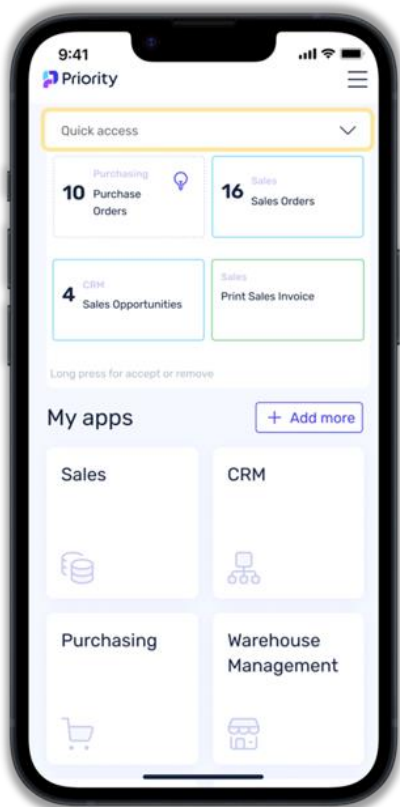 9:41
Priority
Quick access
Purchasing
10 Purchase
Orders
Sales
16 Sales Orders
CRM
4 Sales Opportunities
Sales
Print Sales Invoice
Long press for accept or remove
My apps
+ Add more
Sales
CRM
Purchasing
Warehouse
Management